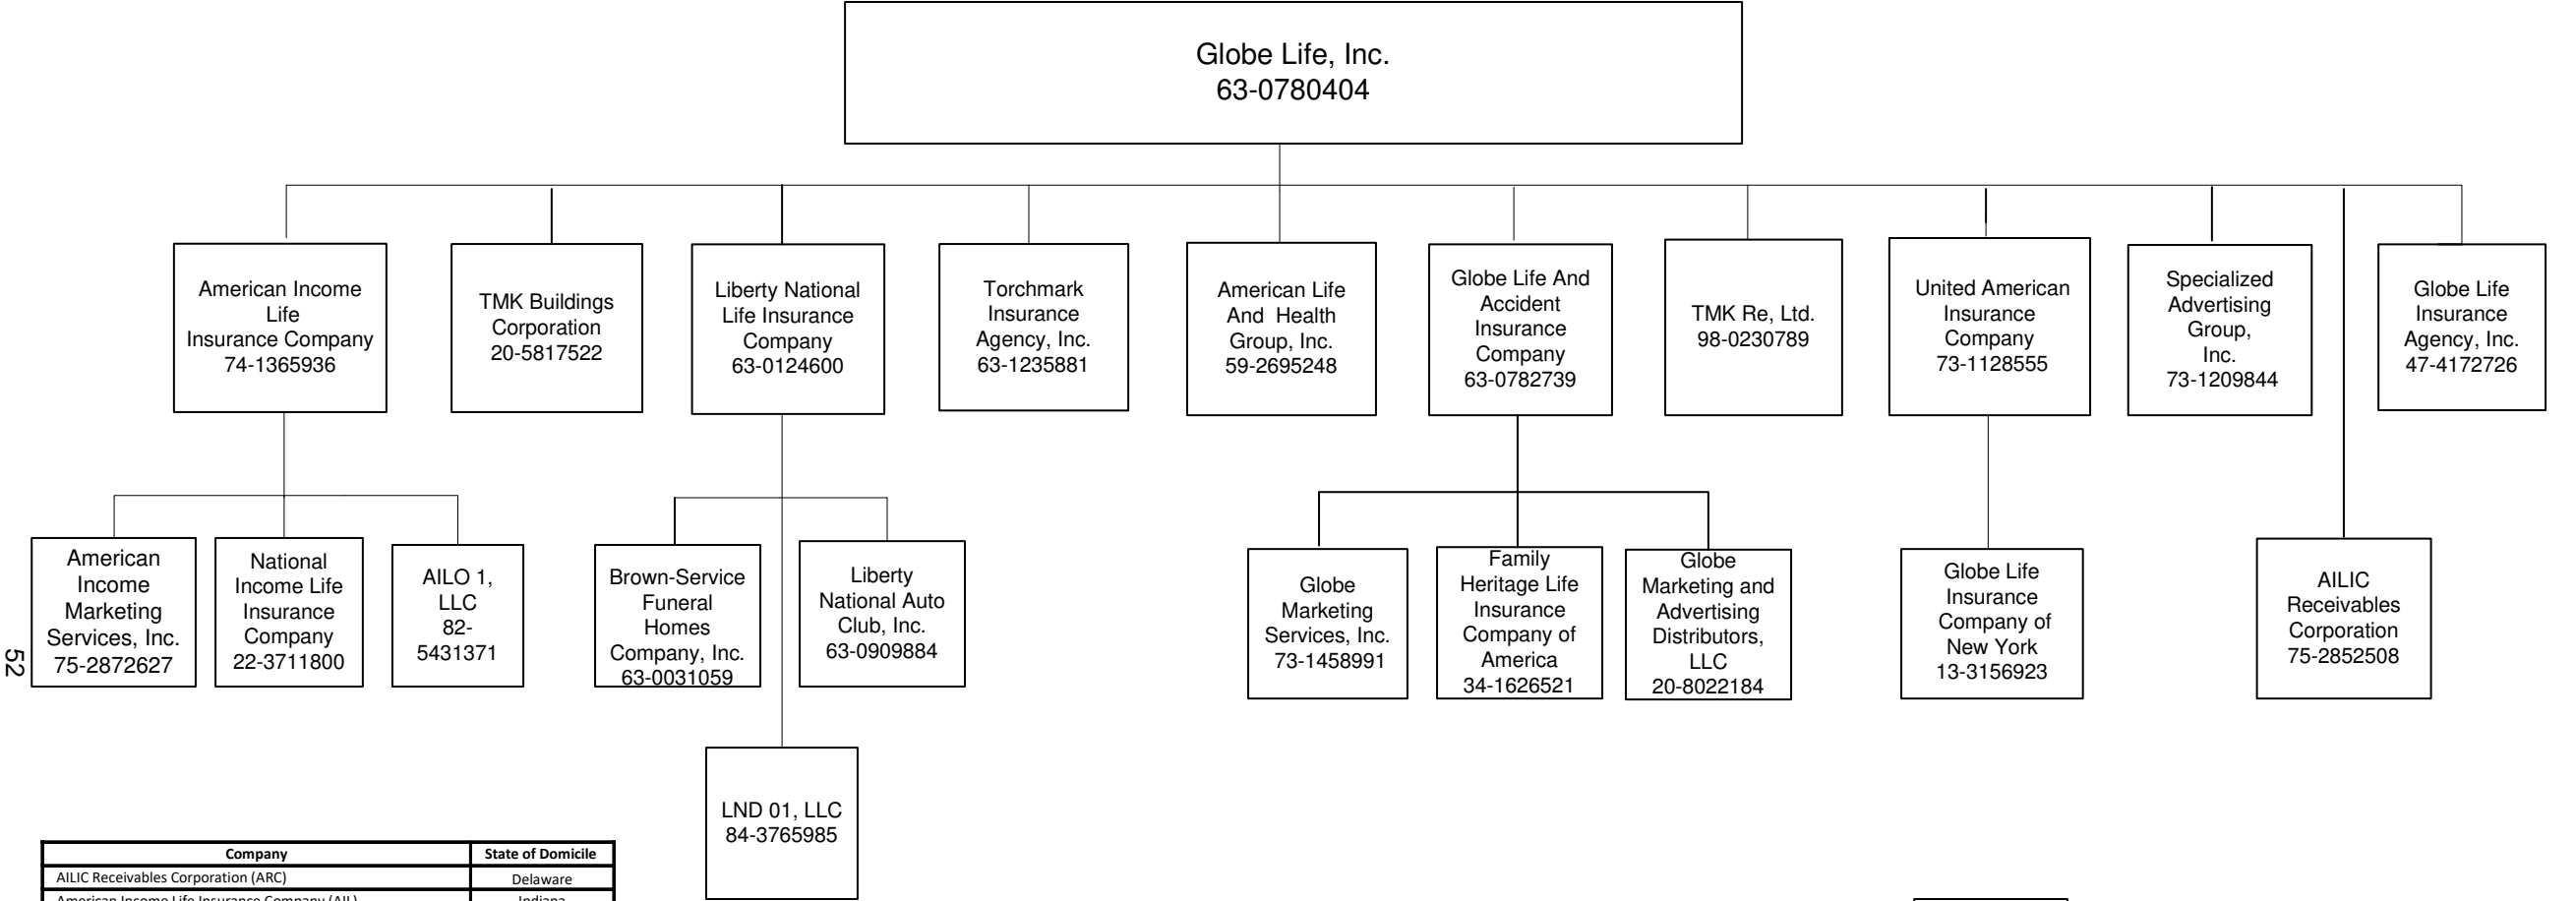 Globe Life, Inc.
63-0780404
American Income
Life
Insurance Company
74-1365936
TMK Buildings
Corporation
20-5817522
Liberty National
Life Insurance
Company
63-0124600
Torchmark
Insurance
Agency, Inc.
63-1235881
American Life
And Health
Group, Inc.
59-2695248
Globe Life And
Accident
Insurance
Company
63-0782739
TMK Re, Ltd.
98-0230789
United American
Insurance
Company
73-1128555
Specialized
Advertising
Group,
Inc.
73-1209844
Globe Life
Insurance
Agency, Inc.
47-4172726
American
Income
Marketing
Services, Inc.
75-2872627
National
Income Life
Insurance
Company
22-3711800
AILO 1,
LLC
82-
5431371
Brown-Service
Funeral
Homes
Company, Inc.
63-0031059
Liberty
National Auto
Club, Inc.
63-0909884
Globe
Marketing
Services, Inc.
73-1458991
Family
Heritage Life
Insurance
Company of
America
34-1626521
Globe
Marketing and
Advertising
Distributors,
LLC
20-8022184
Globe Life
Insurance
Company of
New York
13-3156923
AILIC
Receivables
Corporation
75-2852508
52
LND 01, LLC
84-3765985
Company State of Domicile
AILIC Receivables Corporation (ARC) Delaware
American Income Life Insurance Company (AIL) Indiana